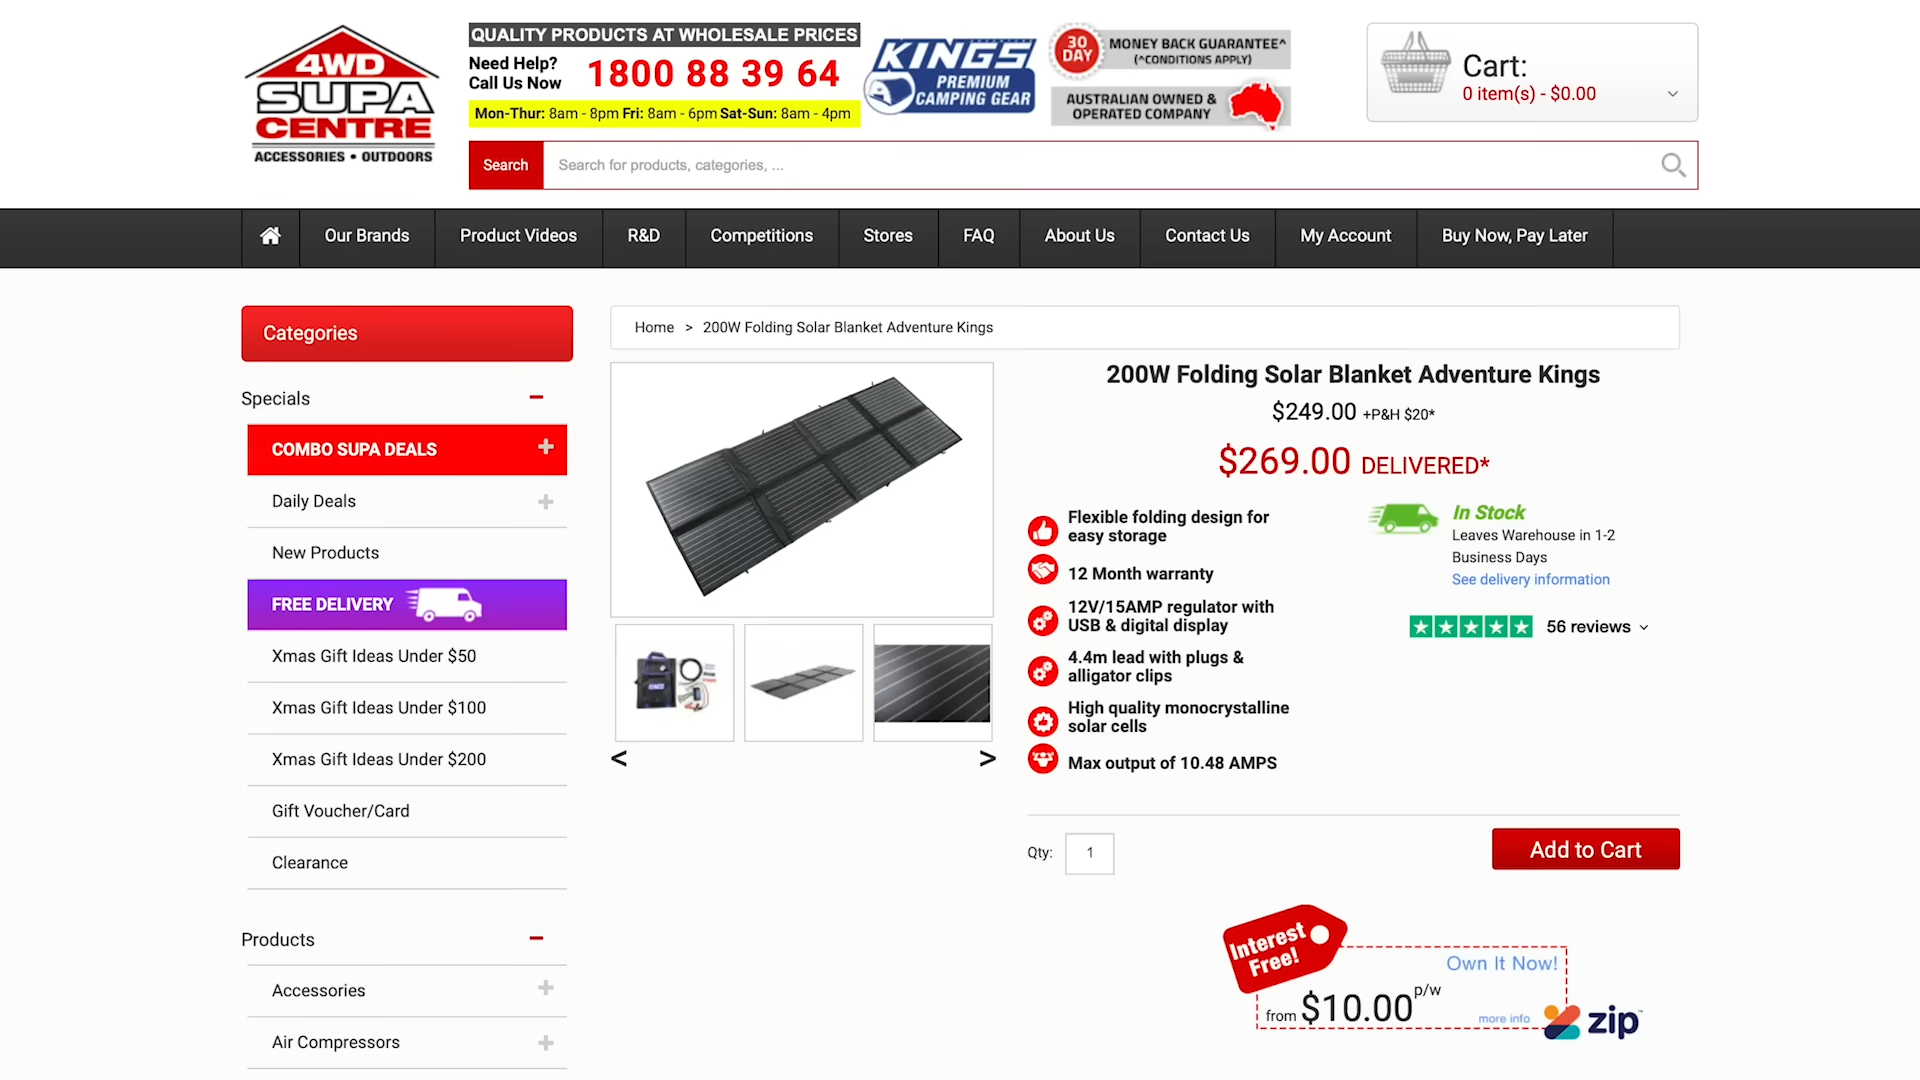 4WD
SUPA
CENTRE
ACCESSORIES • OUTDOORS
QUALITY PRODUCTS AT WHOLESALE PRICES
Need Help?
Call Us Now
1800 88 39 64
Mon-Thur: 8am - 8pm Fri: 8am - 6pm Sat-Sun: 8am - 4pm
KINGS
PREMIUM
CAMPING GEAR
30
DAY
MONEY BACK GUARANTEE^
(^CONDITIONS APPLY)
AUSTRALIAN OWNED &
OPERATED COMPANY
Cart:
0 item(s) - $0.00
Search
Search for products, categories, ...
Our Brands
Product Videos
R&D
Competitions
Stores
FAQ
About Us
Contact Us
My Account
Buy Now, Pay Later
Categories
Specials
COMBO SUPA DEALS
Daily Deals
New Products
FREE DELIVERY
Xmas Gift Ideas Under $50
Xmas Gift Ideas Under $100
Xmas Gift Ideas Under $200
Gift Voucher/Card
Clearance
Products
Accessories
Air Compressors
Home > 200W Folding Solar Blanket Adventure Kings
KINGS
< >
200W Folding Solar Blanket Adventure Kings
$249.00 +P&H $20*
$269.00 DELIVERED*
Flexible folding design for
easy storage
12 Month warranty
12V/15AMP regulator with
USB & digital display
4.4m lead with plugs &
alligator clips
High quality monocrystalline
solar cells
Max output of 10.48 AMPS
In Stock
Leaves Warehouse in 1-2
Business Days
See delivery information
56 reviews
Qty: 1
Add to Cart
Interest
Free!
Own It Now!
from $10.00 p/w
more info
zip